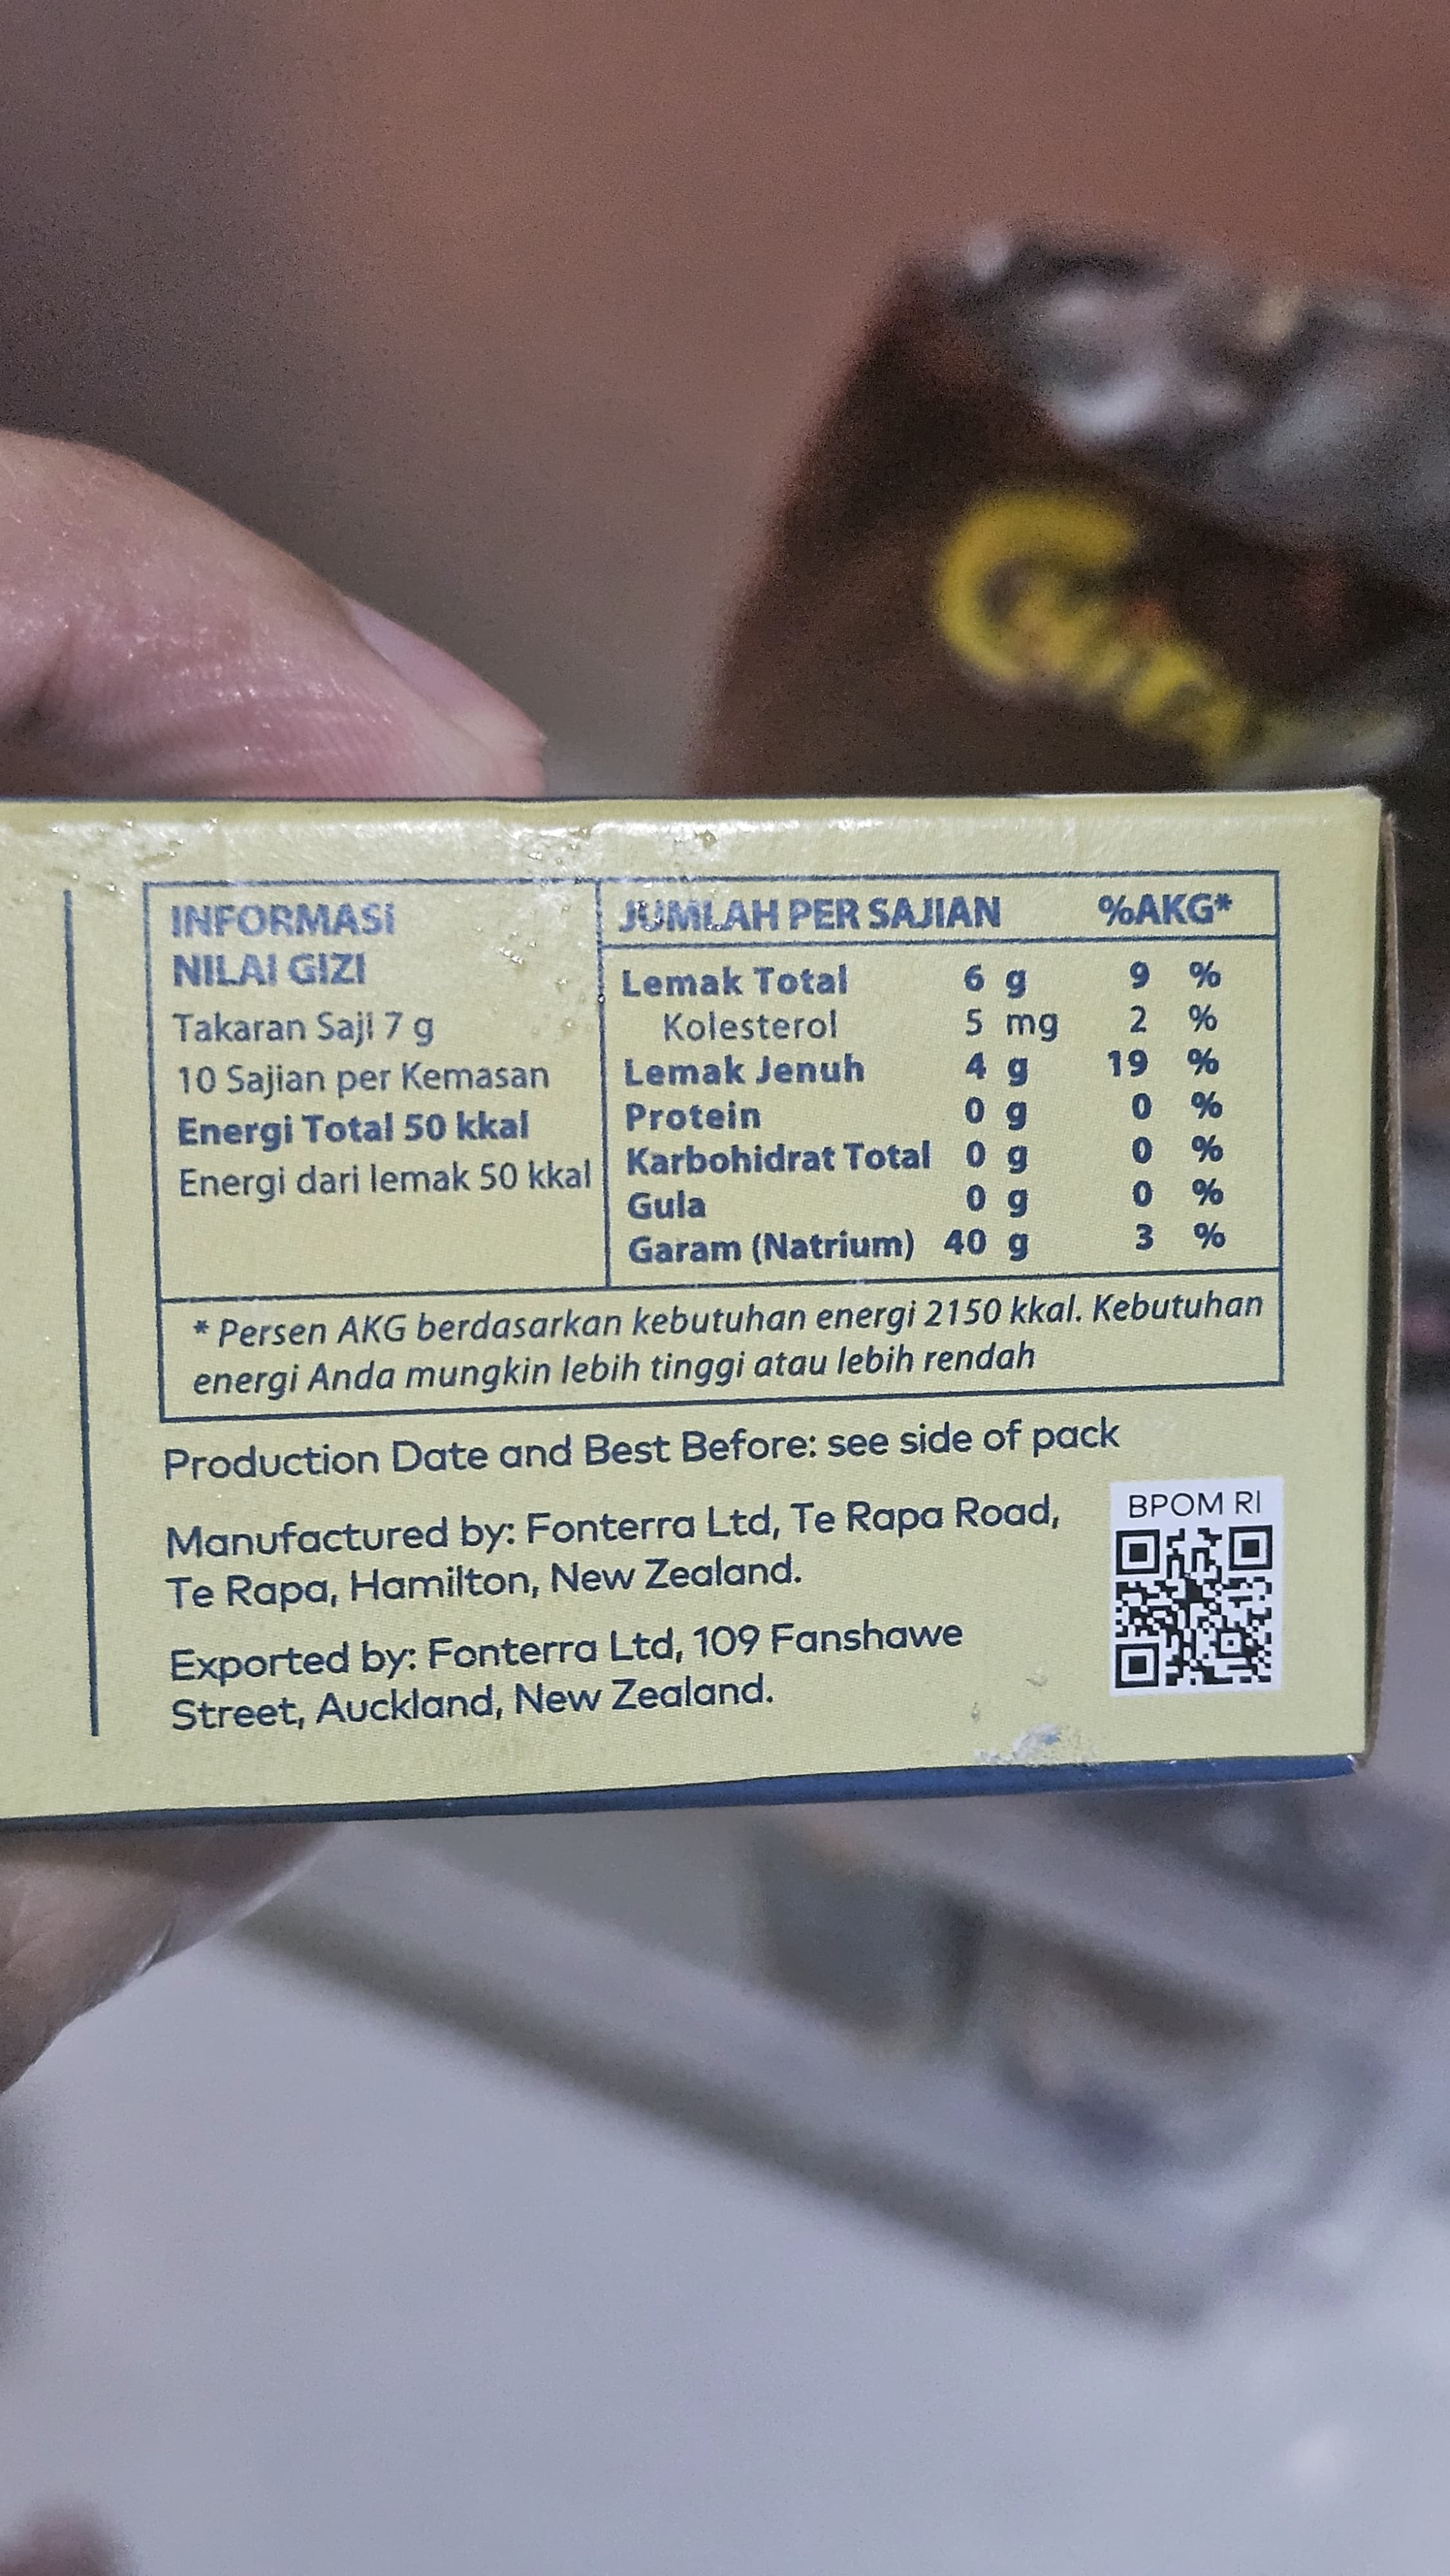 INFORMASI
NILAI GIZI
Takaran Saji 7 g
10 Sajian per Kemasan
Energi Total 50 kkal
Energi dari lemak 50 kkal
JUMLAH PER SAJIAN %AKG*
Lemak Total 6 g 9 %
Kolesterol 5 mg 2 %
Lemak Jenuh 4 g 19 %
Protein 0 g 0 %
Karbohidrat Total 0 g 0 %
Gula 0 g 0 %
Garam (Natrium) 40 g 3 %
* Persen AKG berdasarkan kebutuhan energi 2150 kkal. Kebutuhan
energi Anda mungkin lebih tinggi atau lebih rendah
Production Date and Best Before: see side of pack
Manufactured by: Fonterra Ltd, Te Rapa Road,
Te Rapa, Hamilton, New Zealand.
Exported by: Fonterra Ltd, 109 Fanshawe
Street, Auckland, New Zealand.
BPOM RI